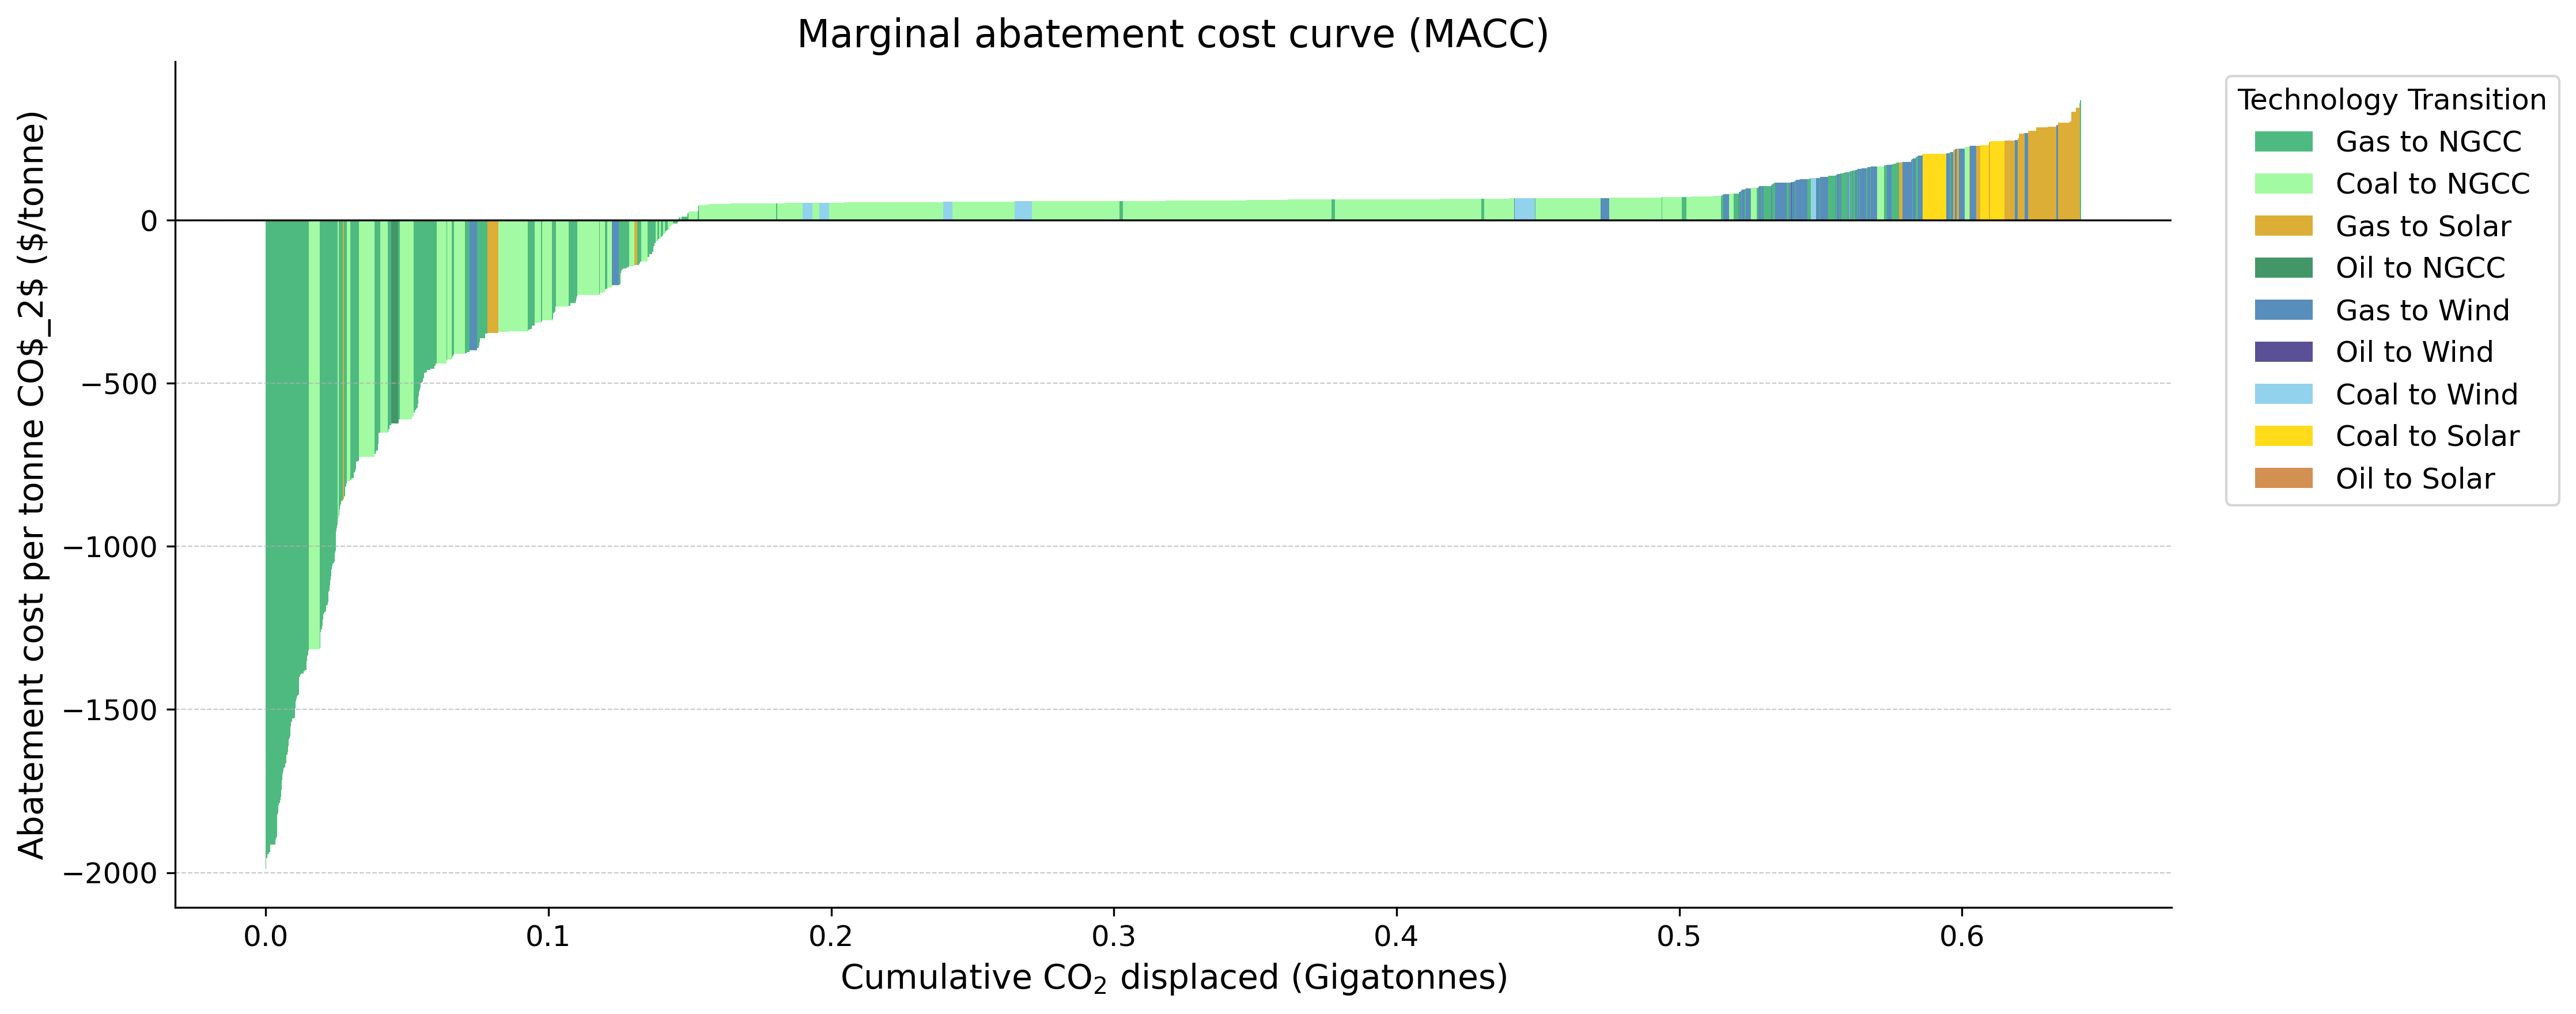 Marginal abatement cost curve (MACC)
Abatement cost per tonne CO$_2$ ($/tonne)
0
−500
−1000
−1500
−2000
0.0
0.1
0.2
0.3
0.4
0.5
0.6
Cumulative CO₂ displaced (Gigatonnes)
Technology Transition
Gas to NGCC
Coal to NGCC
Gas to Solar
Oil to NGCC
Gas to Wind
Oil to Wind
Coal to Wind
Coal to Solar
Oil to Solar